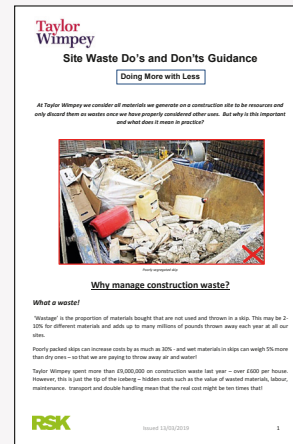 Taylor
Wimpey
Site Waste Do's and Don'ts Guidance
Doing More with Less
At Taylor Wimpey we consider all materials we generate on a construction site to be resources and
only discard them as wastes once we have properly considered other uses. But why is this important
and what does it mean in practice?
Poorly segregated skip
Why manage construction waste?
What a waste!
'Wastage' is the proportion of materials bought that are not used and thrown in a skip. This may be 2-
10% for different materials and adds up to many millions of pounds thrown away each year at all our
sites.
Poorly packed skips can increase costs by as much as 30% - and wet materials in skips can weigh 5% more
than dry ones – so that we are paying to throw away air and water!
Taylor Wimpey spent more than £9,000,000 on construction waste last year – over £600 per house.
However, this is just the tip of the iceberg – hidden costs such as the value of wasted materials, labour,
maintenance. transport and double handling mean that the real cost might be ten times that!
RSK
Issued 13/03/2019
1